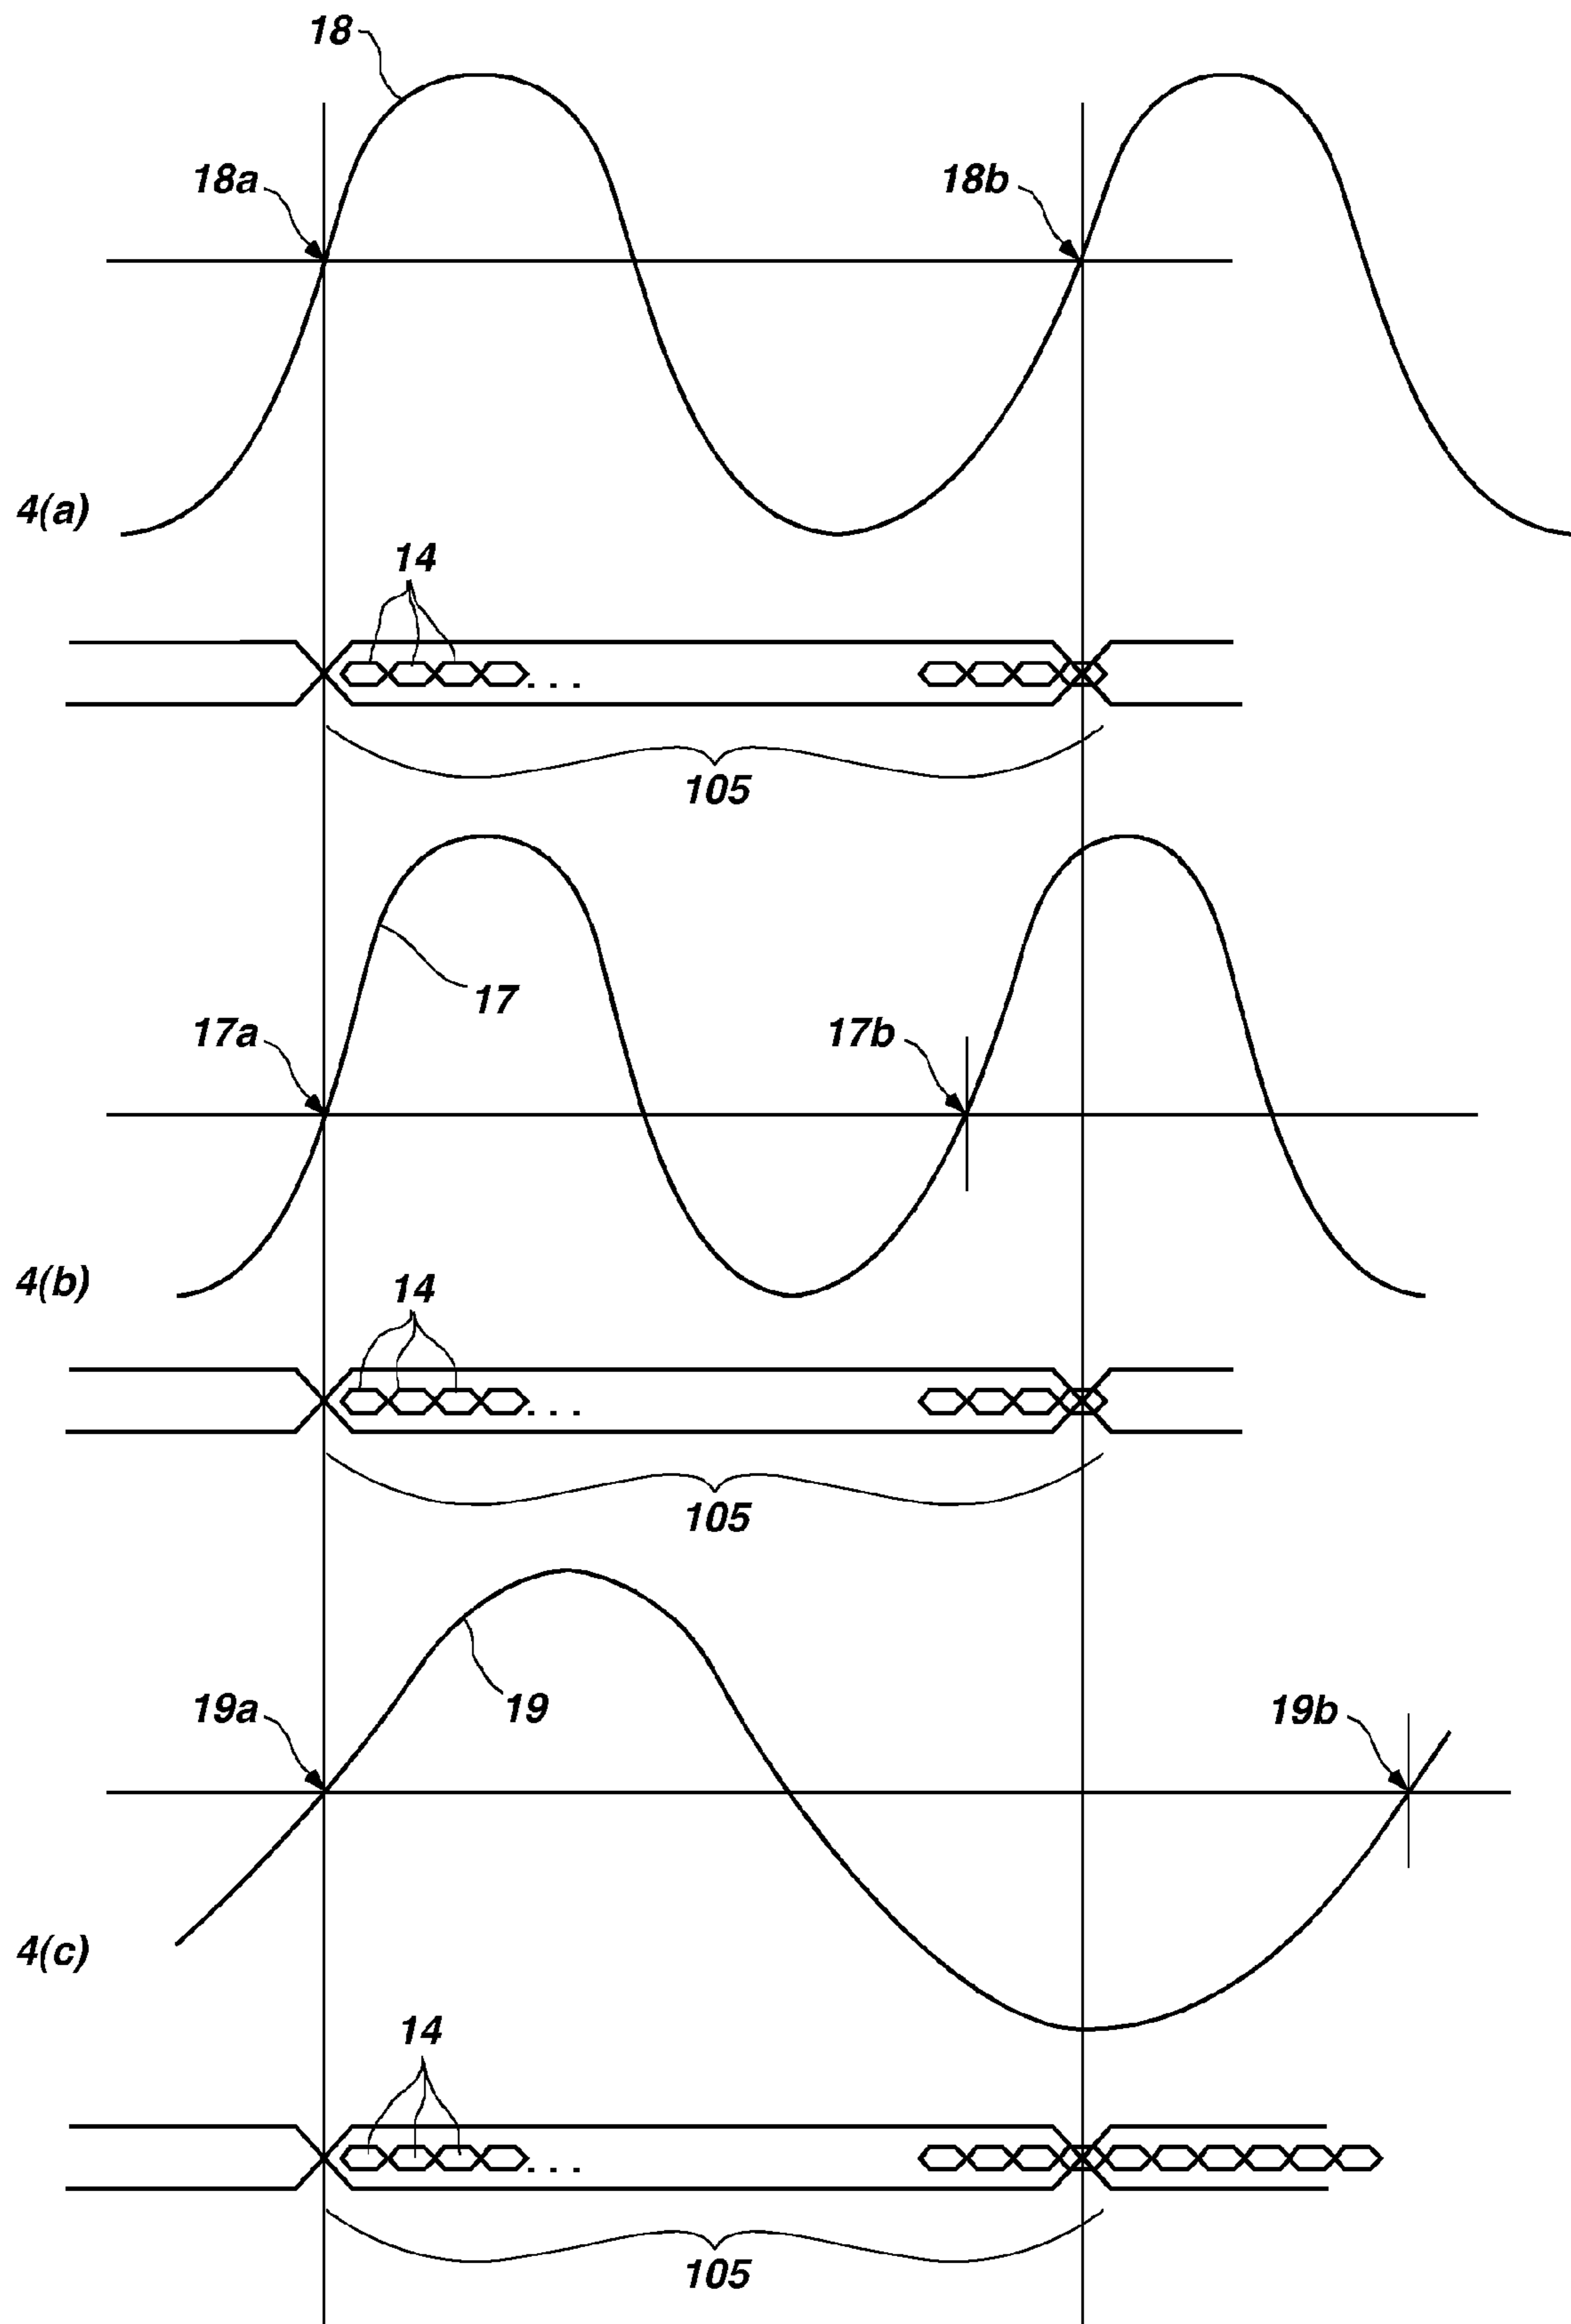 18
18a
18b
4(a)
14
. . .
105
17
17a
17b
4(b)
14
. . .
105
19
19a
19b
4(c)
14
. . .
105